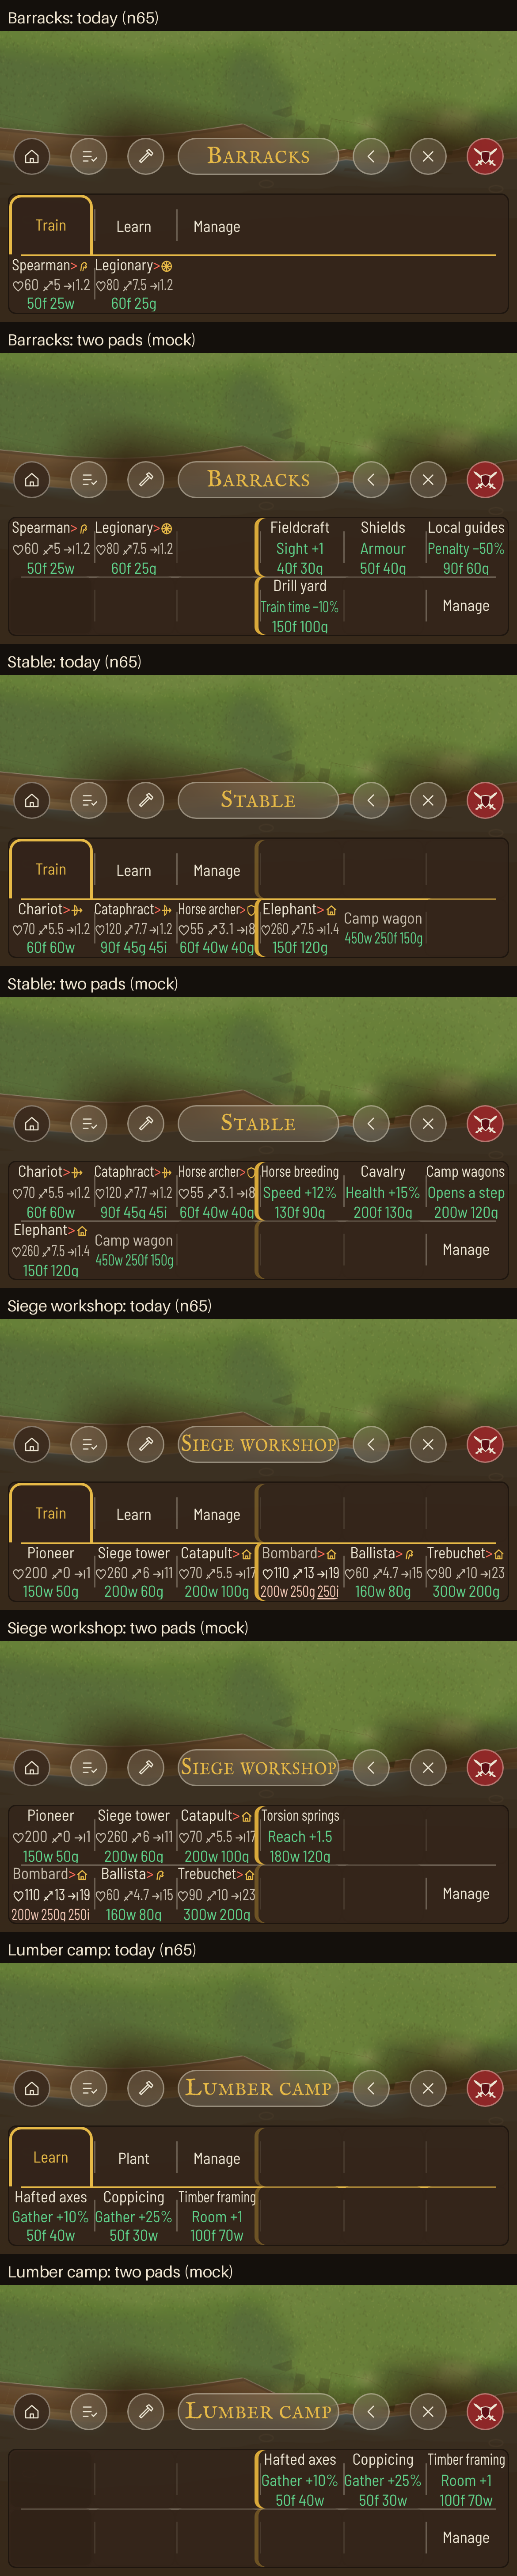 Barracks: today (n65)
BARRACKS
Train Learn Manage
Spearman> Legionary>
60 5 1.2 80 7.5 1.2
50f 25w 60f 25g
Barracks: two pads (mock)
BARRACKS
Spearman> Legionary> Fieldcraft Shields Local guides
60 5 1.2 80 7.5 1.2 Sight +1 Armour Penalty −50%
50f 25w 60f 25g 40f 30g 50f 40g 90f 60g
Drill yard
Train time −10% Manage
150f 100g
Stable: today (n65)
STABLE
Train Learn Manage
Chariot> Cataphract> Horse archer> Elephant> Camp wagon
70 5.5 1.2 120 7.7 1.2 55 3.1 8 260 7.5 1.4
60f 60w 90f 45g 45i 60f 40w 40g 150f 120g 450w 250f 150g
Stable: two pads (mock)
STABLE
Chariot> Cataphract> Horse archer> Horse breeding Cavalry Camp wagons
70 5.5 1.2 120 7.7 1.2 55 3.1 8 Speed +12% Health +15% Opens a step
60f 60w 90f 45g 45i 60f 40w 40g 130f 90g 200f 130g 200w 120g
Elephant> Camp wagon
260 7.5 1.4 Manage
150f 120g 450w 250f 150g
Siege workshop: today (n65)
SIEGE WORKSHOP
Train Learn Manage
Pioneer Siege tower Catapult> Bombard> Ballista> Trebuchet>
200 0 1 260 6 11 70 5.5 17 110 13 19 60 4.7 15 90 10 23
150w 50g 200w 60g 200w 100g 200w 250g 250i 160w 80g 300w 200g
Siege workshop: two pads (mock)
SIEGE WORKSHOP
Pioneer Siege tower Catapult> Torsion springs
200 0 1 260 6 11 70 5.5 17 Reach +1.5
150w 50g 200w 60g 200w 100g 180w 120g
Bombard> Ballista> Trebuchet>
110 13 19 60 4.7 15 90 10 23 Manage
200w 250g 250i 160w 80g 300w 200g
Lumber camp: today (n65)
LUMBER CAMP
Learn Plant Manage
Hafted axes Coppicing Timber framing
Gather +10% Gather +25% Room +1
50f 40w 50f 30w 100f 70w
Lumber camp: two pads (mock)
LUMBER CAMP
Hafted axes Coppicing Timber framing
Gather +10% Gather +25% Room +1
50f 40w 50f 30w 100f 70w
Manage